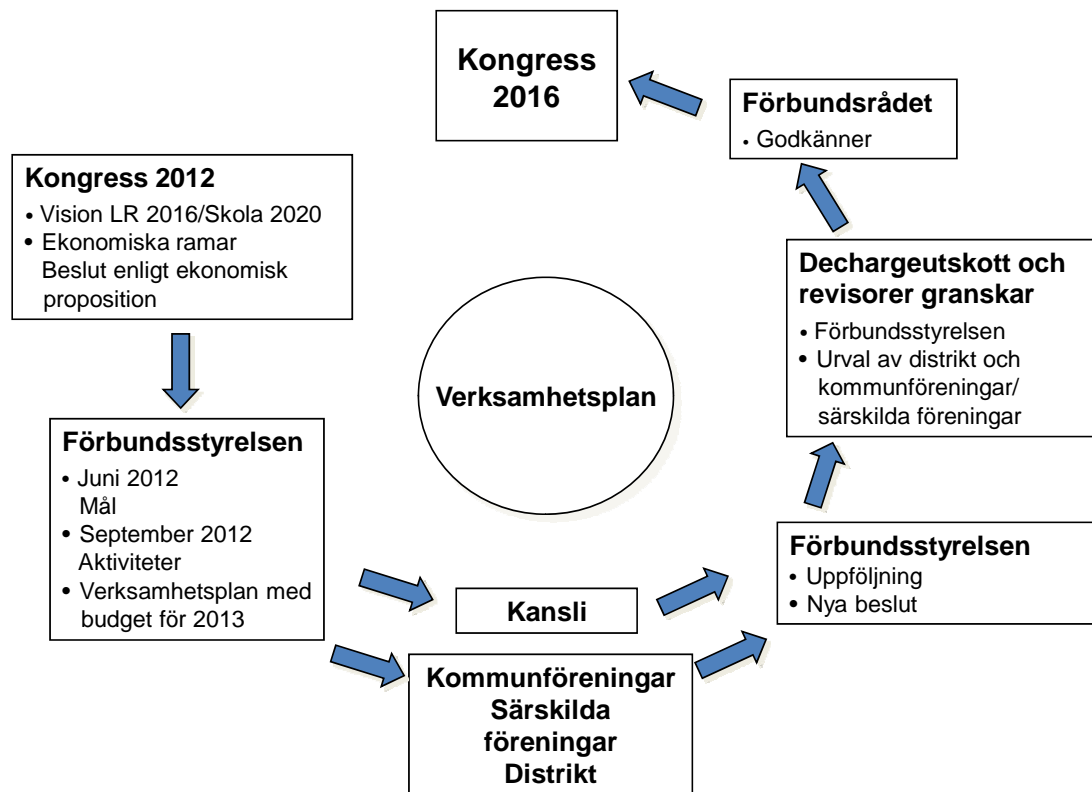 Kongress
2016
Förbundsrådet
• Godkänner
Kongress 2012
• Vision LR 2016/Skola 2020
• Ekonomiska ramar
Beslut enligt ekonomisk
proposition
Dechargeutskott och
revisorer granskar
• Förbundsstyrelsen
• Urval av distrikt och
kommunföreningar/
särskilda föreningar
Verksamhetsplan
Förbundsstyrelsen
• Juni 2012
Mål
• September 2012
Aktiviteter
• Verksamhetsplan med
budget för 2013
Förbundsstyrelsen
• Uppföljning
• Nya beslut
Kansli
Kommunföreningar
Särskilda
föreningar
Distrikt